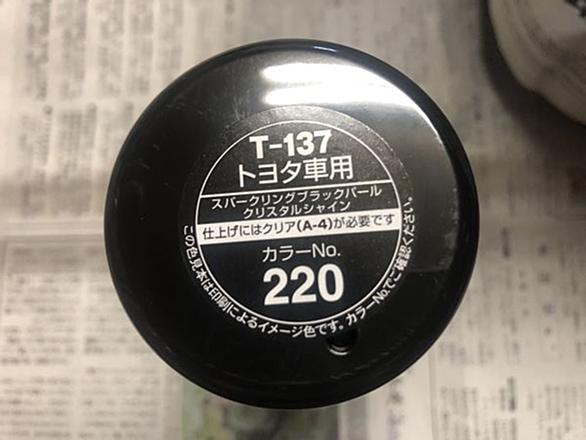 T-137
トヨタ車用
スパークリングブラックパール
クリスタルシャイン
仕上げにはクリア(A-4)が必要です
カラーNo.
220
この色見本は印刷によるイメージ色です。カラーNo.でご確認ください。